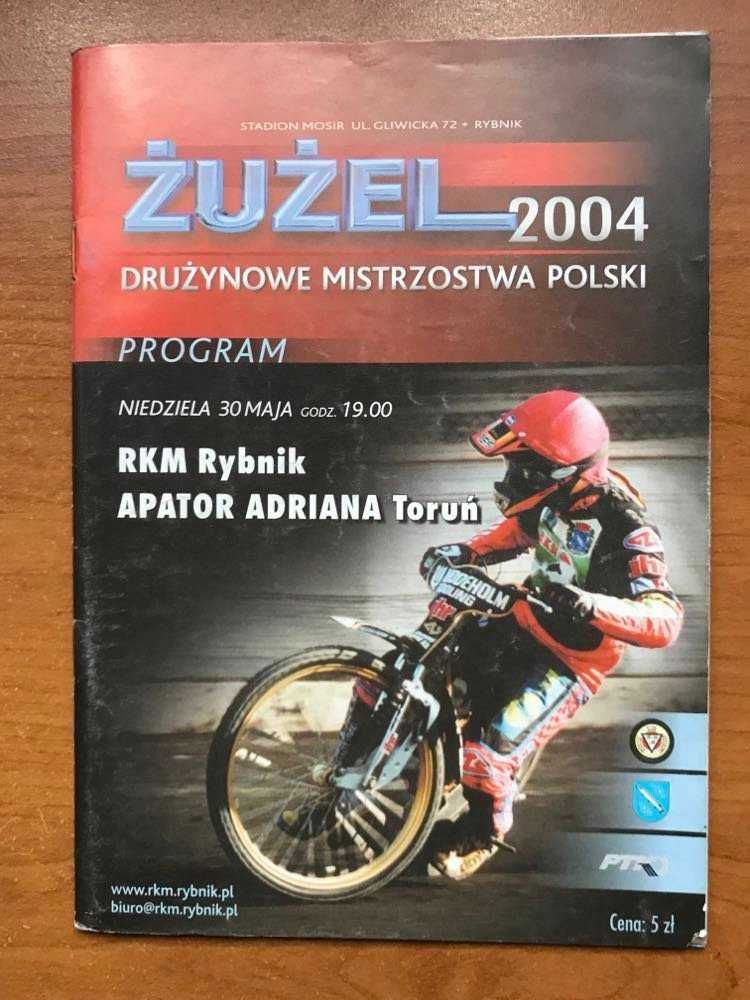 STADION MOSiR UL. GLIWICKA 72 • RYBNIK
ŻUŻEL 2004
DRUŻYNOWE MISTRZOSTWA POLSKI
PROGRAM
NIEDZIELA 30 MAJA GODZ. 19.00
RKM Rybnik
APATOR ADRIANA Toruń
www.rkm.rybnik.pl
biuro@rkm.rybnik.pl
Cena: 5 zł